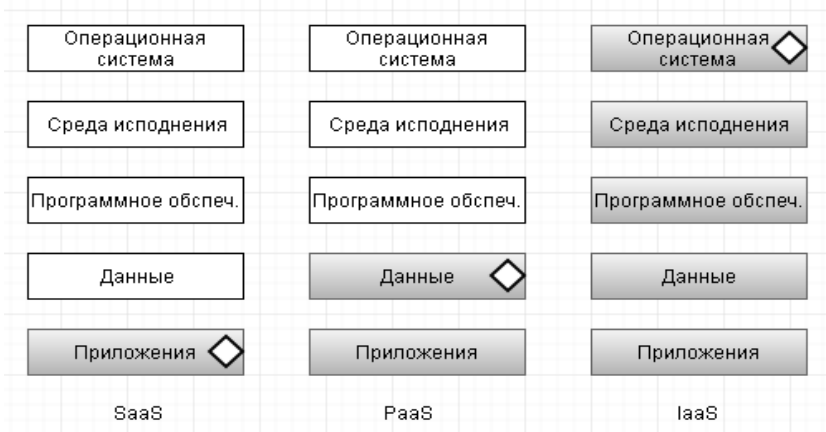 Операционная
система
Операционная
система
Операционная
система
Среда исподнения
Среда исподнения
Среда исподнения
Программное обспеч.
Программное обспеч.
Программное обспеч.
Данные
Данные
Данные
Приложения
Приложения
Приложения
SaaS
PaaS
IaaS